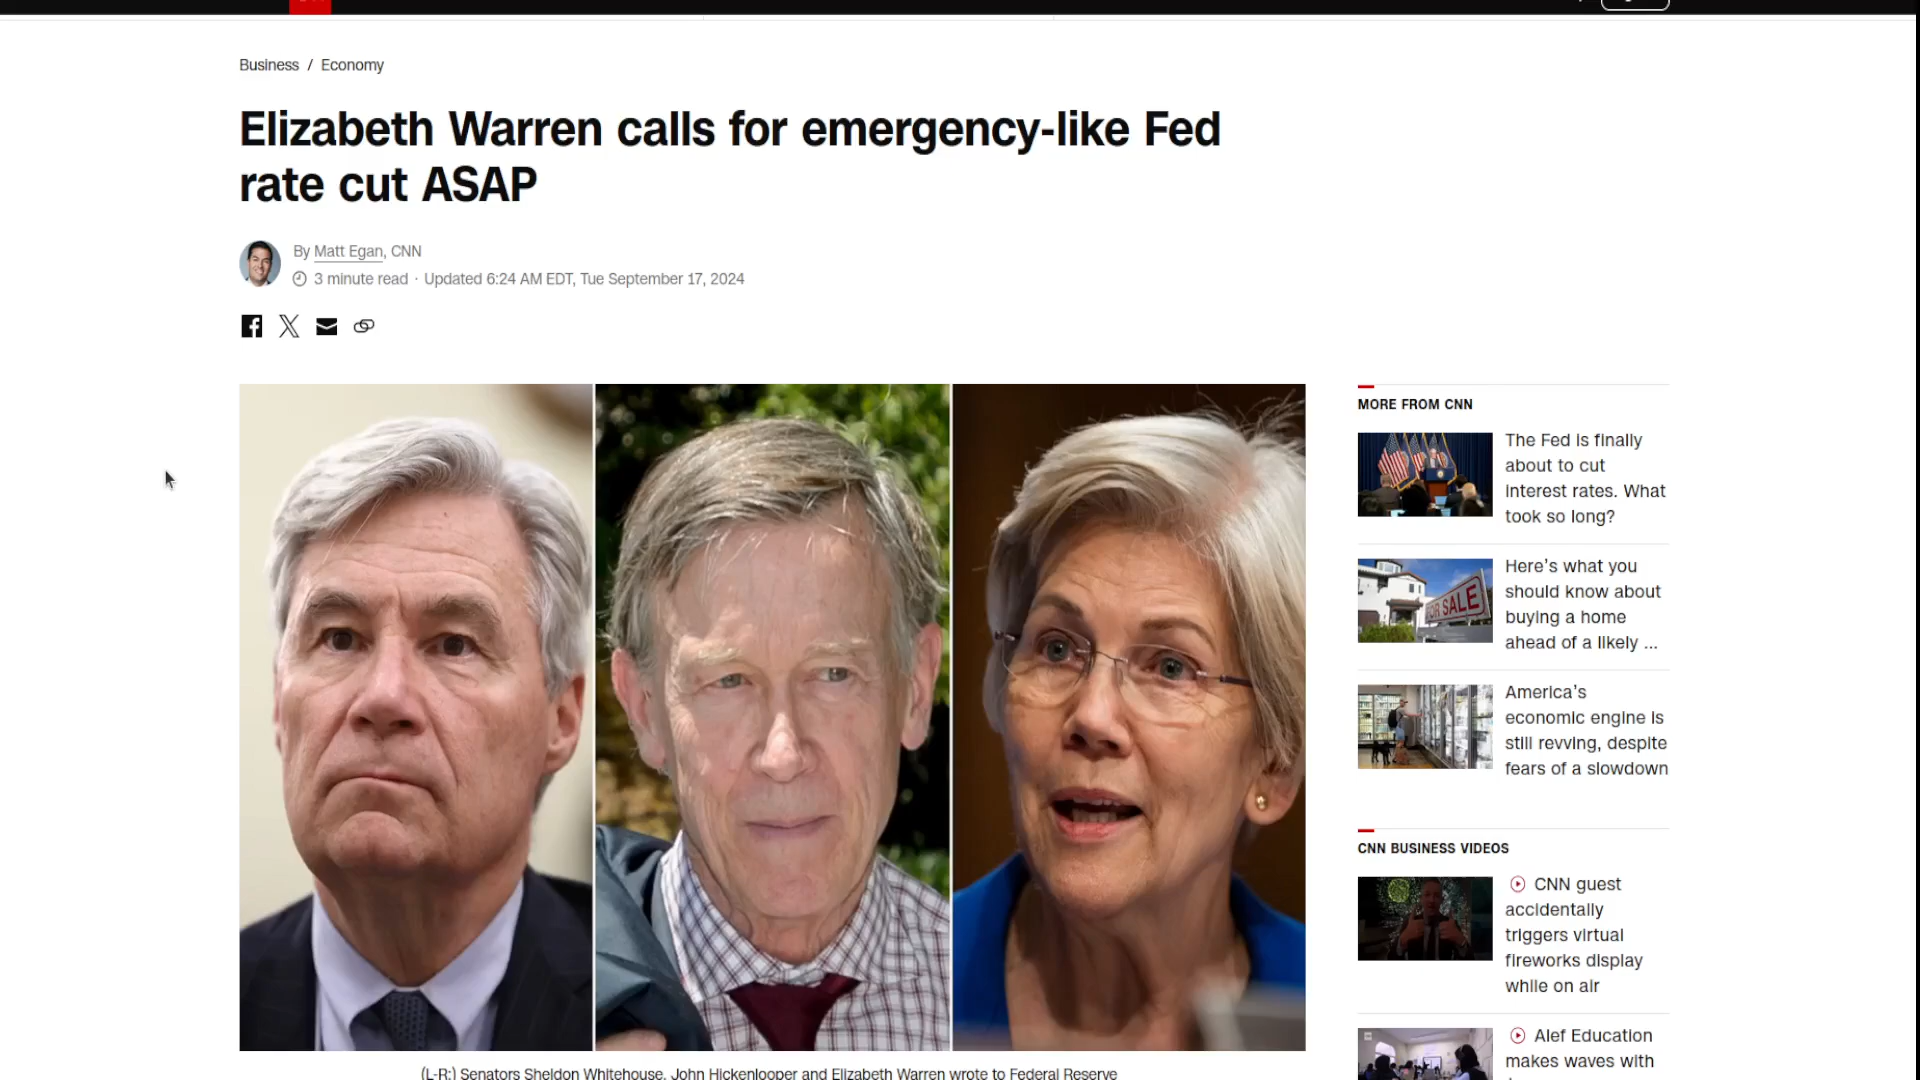 Business / Economy
Elizabeth Warren calls for emergency-like Fed
rate cut ASAP
By Matt Egan, CNN
3 minute read · Updated 6:24 AM EDT, Tue September 17, 2024
MORE FROM CNN
The Fed is finally
about to cut
interest rates. What
took so long?
Here’s what you
should know about
buying a home
ahead of a likely ...
FOR SALE
America’s
economic engine is
still revving, despite
fears of a slowdown
CNN BUSINESS VIDEOS
CNN guest
accidentally
triggers virtual
fireworks display
while on air
Alef Education
makes waves with
(L-R:) Senators Sheldon Whitehouse, John Hickenlooper and Elizabeth Warren wrote to Federal Reserve